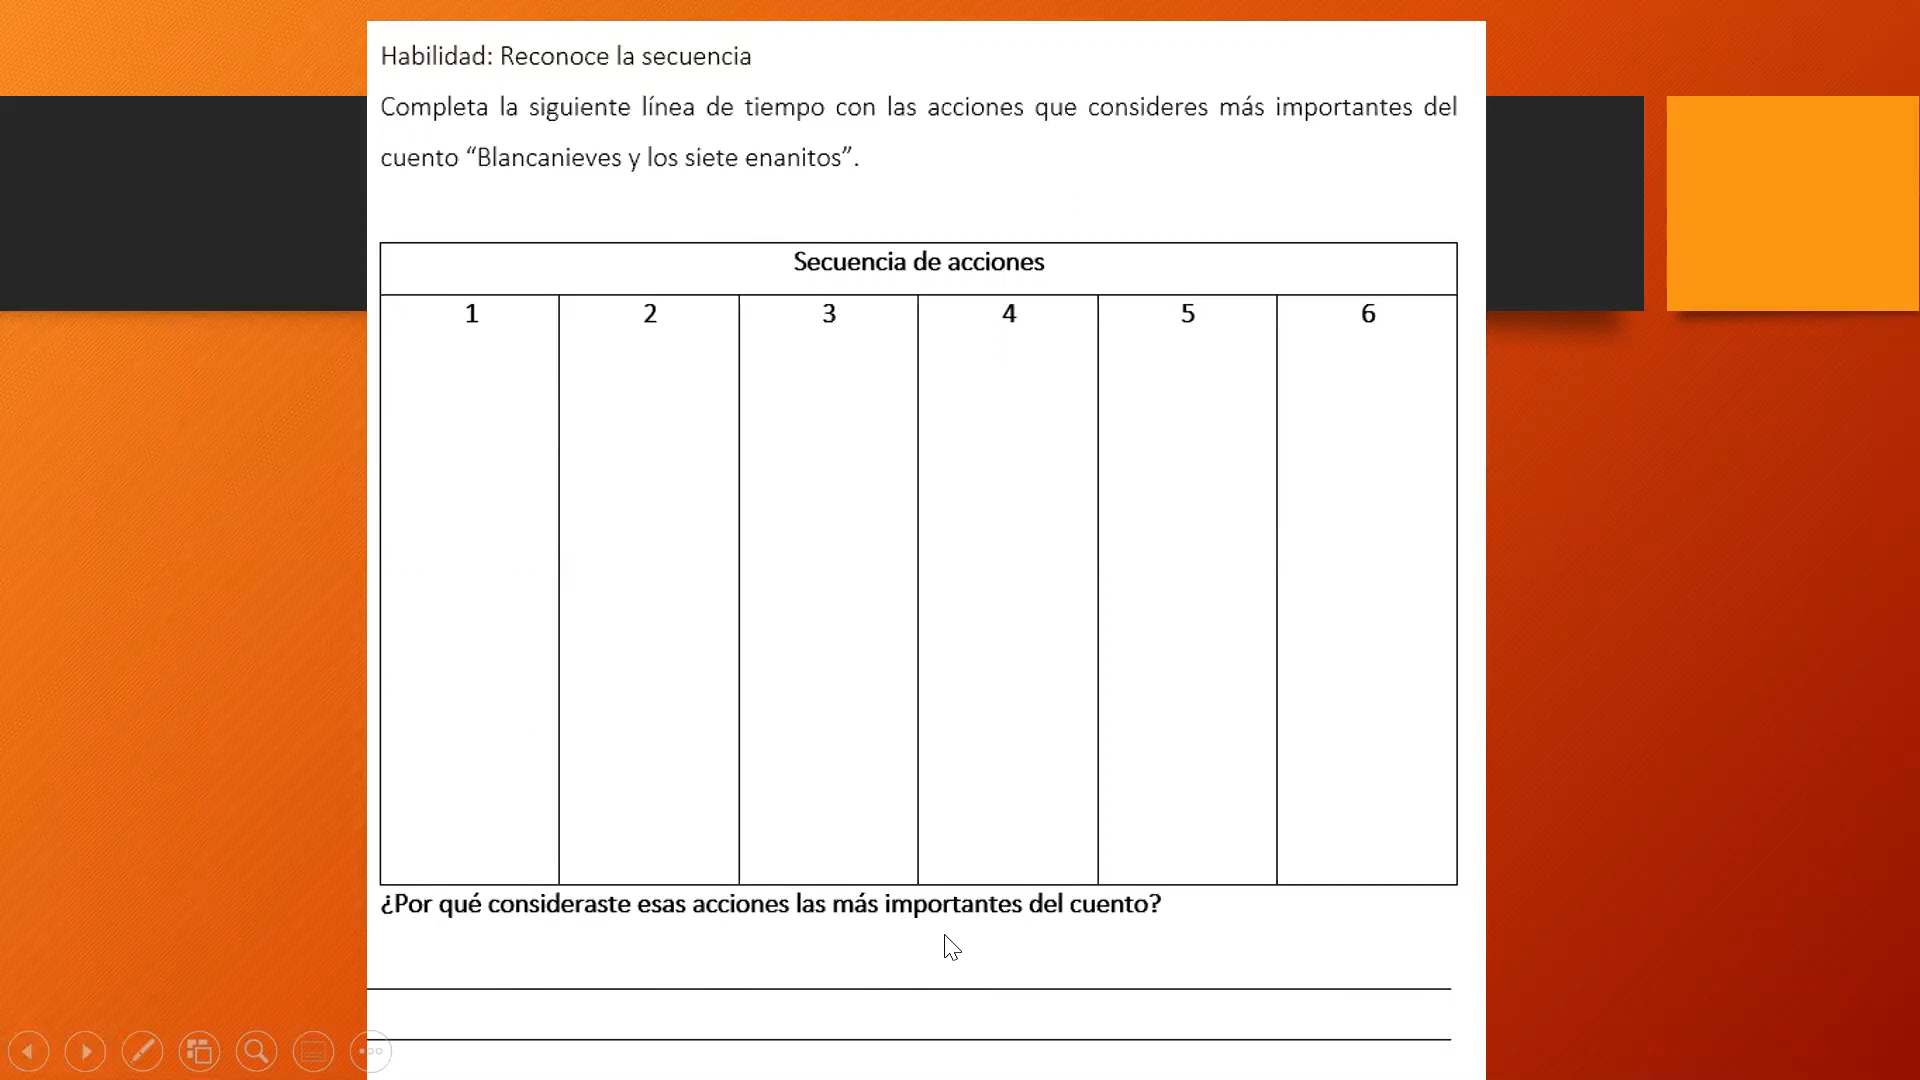 Habilidad: Reconoce la secuencia
Completa la siguiente línea de tiempo con las acciones que consideres más importantes del
cuento “Blancanieves y los siete enanitos”.
Secuencia de acciones
1 2 3 4 5 6
¿Por qué consideraste esas acciones las más importantes del cuento?